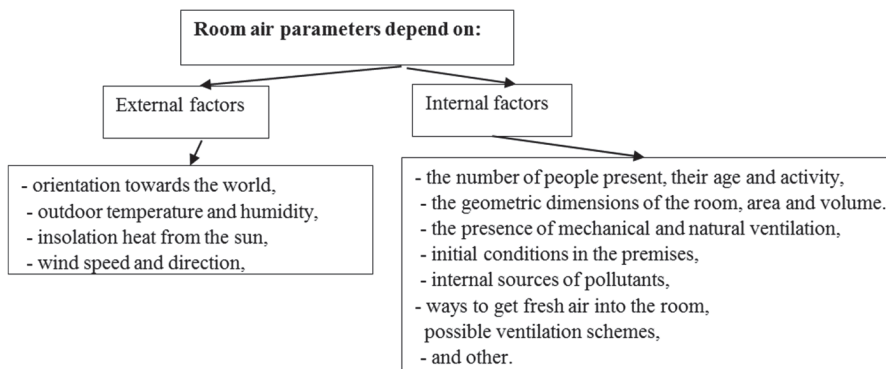 Room air parameters depend on:
External factors
Internal factors
- orientation towards the world,
- outdoor temperature and humidity,
- insolation heat from the sun,
- wind speed and direction,
- the number of people present, their age and activity,
- the geometric dimensions of the room, area and volume.
- the presence of mechanical and natural ventilation,
- initial conditions in the premises,
- internal sources of pollutants,
- ways to get fresh air into the room,
possible ventilation schemes,
- and other.